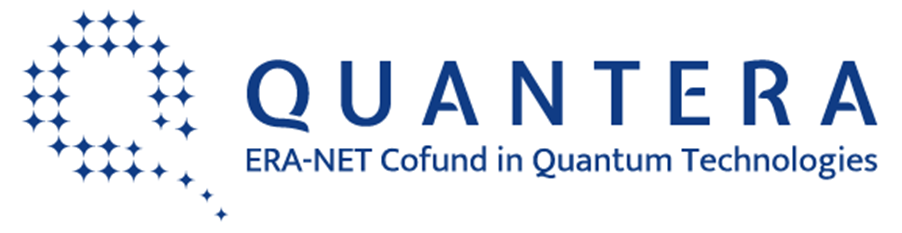 QUANTERA
ERA-NET Cofund in Quantum Technologies